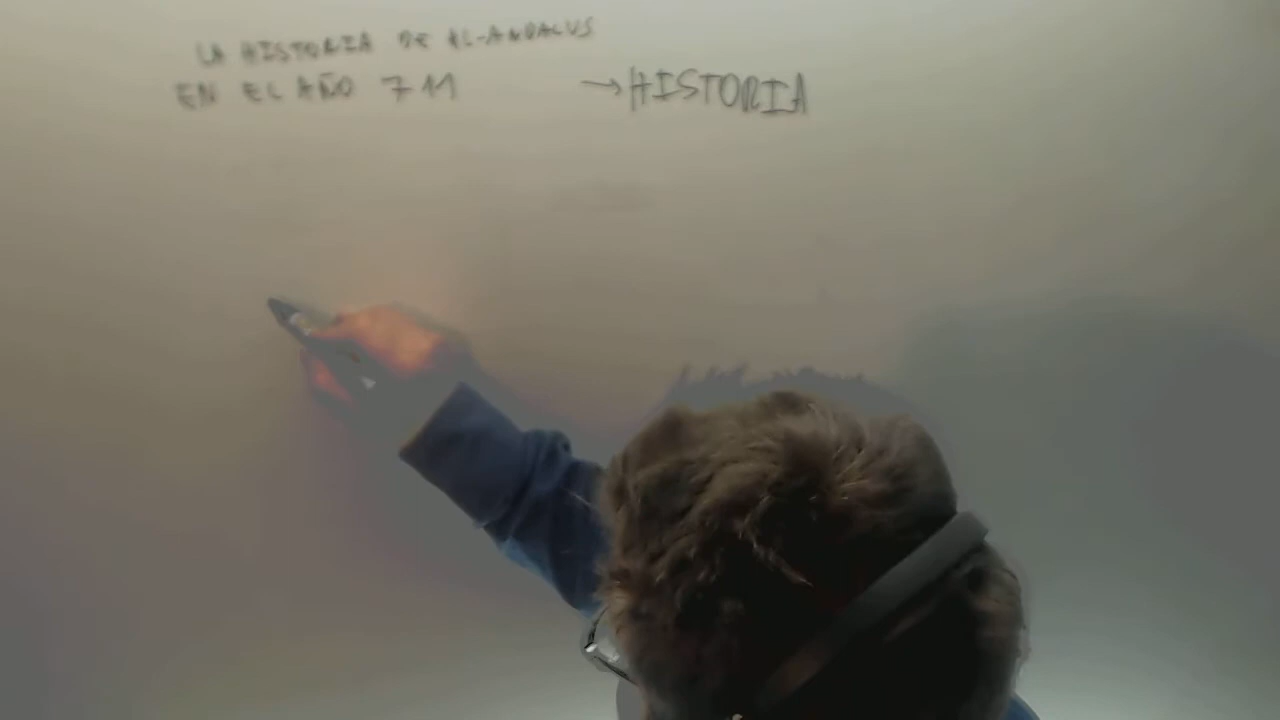 LA HISTORIA DE AL-ANDALUS
EN EL AÑO 711 → HISTORIA